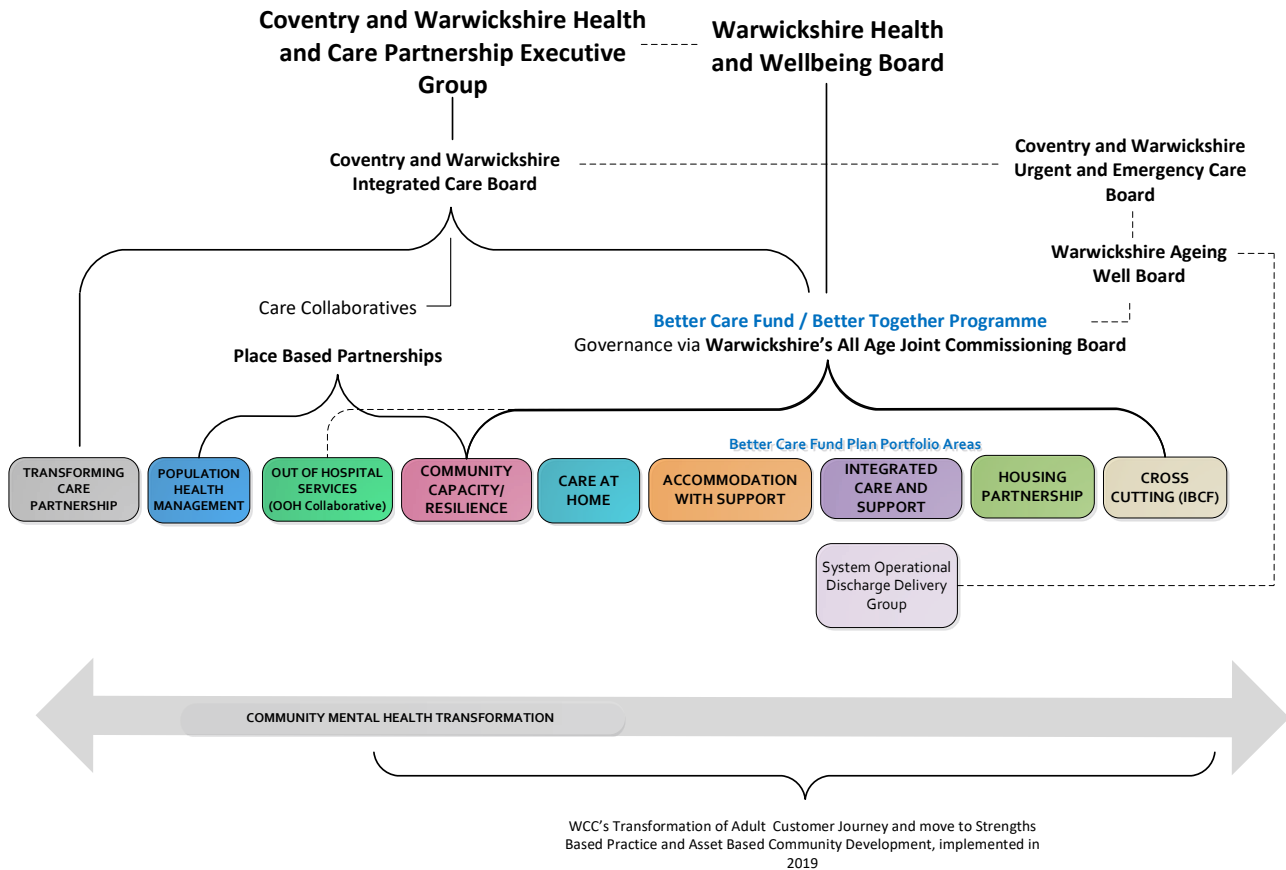 Coventry and Warwickshire Health
and Care Partnership Executive
Group
Warwickshire Health
and Wellbeing Board
Coventry and Warwickshire
Integrated Care Board
Coventry and Warwickshire
Urgent and Emergency Care
Board
Warwickshire Ageing
Well Board
Care Collaboratives
Better Care Fund / Better Together Programme
Governance via Warwickshire’s All Age Joint Commissioning Board
Place Based Partnerships
Better Care Fund Plan Portfolio Areas
TRANSFORMING
CARE
PARTNERSHIP
POPULATION
HEALTH
MANAGEMENT
OUT OF HOSPITAL
SERVICES
(OOH Collaborative)
COMMUNITY
CAPACITY/
RESILIENCE
CARE AT
HOME
ACCOMMODATION
WITH SUPPORT
INTEGRATED
CARE AND
SUPPORT
HOUSING
PARTNERSHIP
CROSS
CUTTING (IBCF)
System Operational
Discharge Delivery
Group
COMMUNITY MENTAL HEALTH TRANSFORMATION
WCC’s Transformation of Adult Customer Journey and move to Strengths
Based Practice and Asset Based Community Development, implemented in
2019